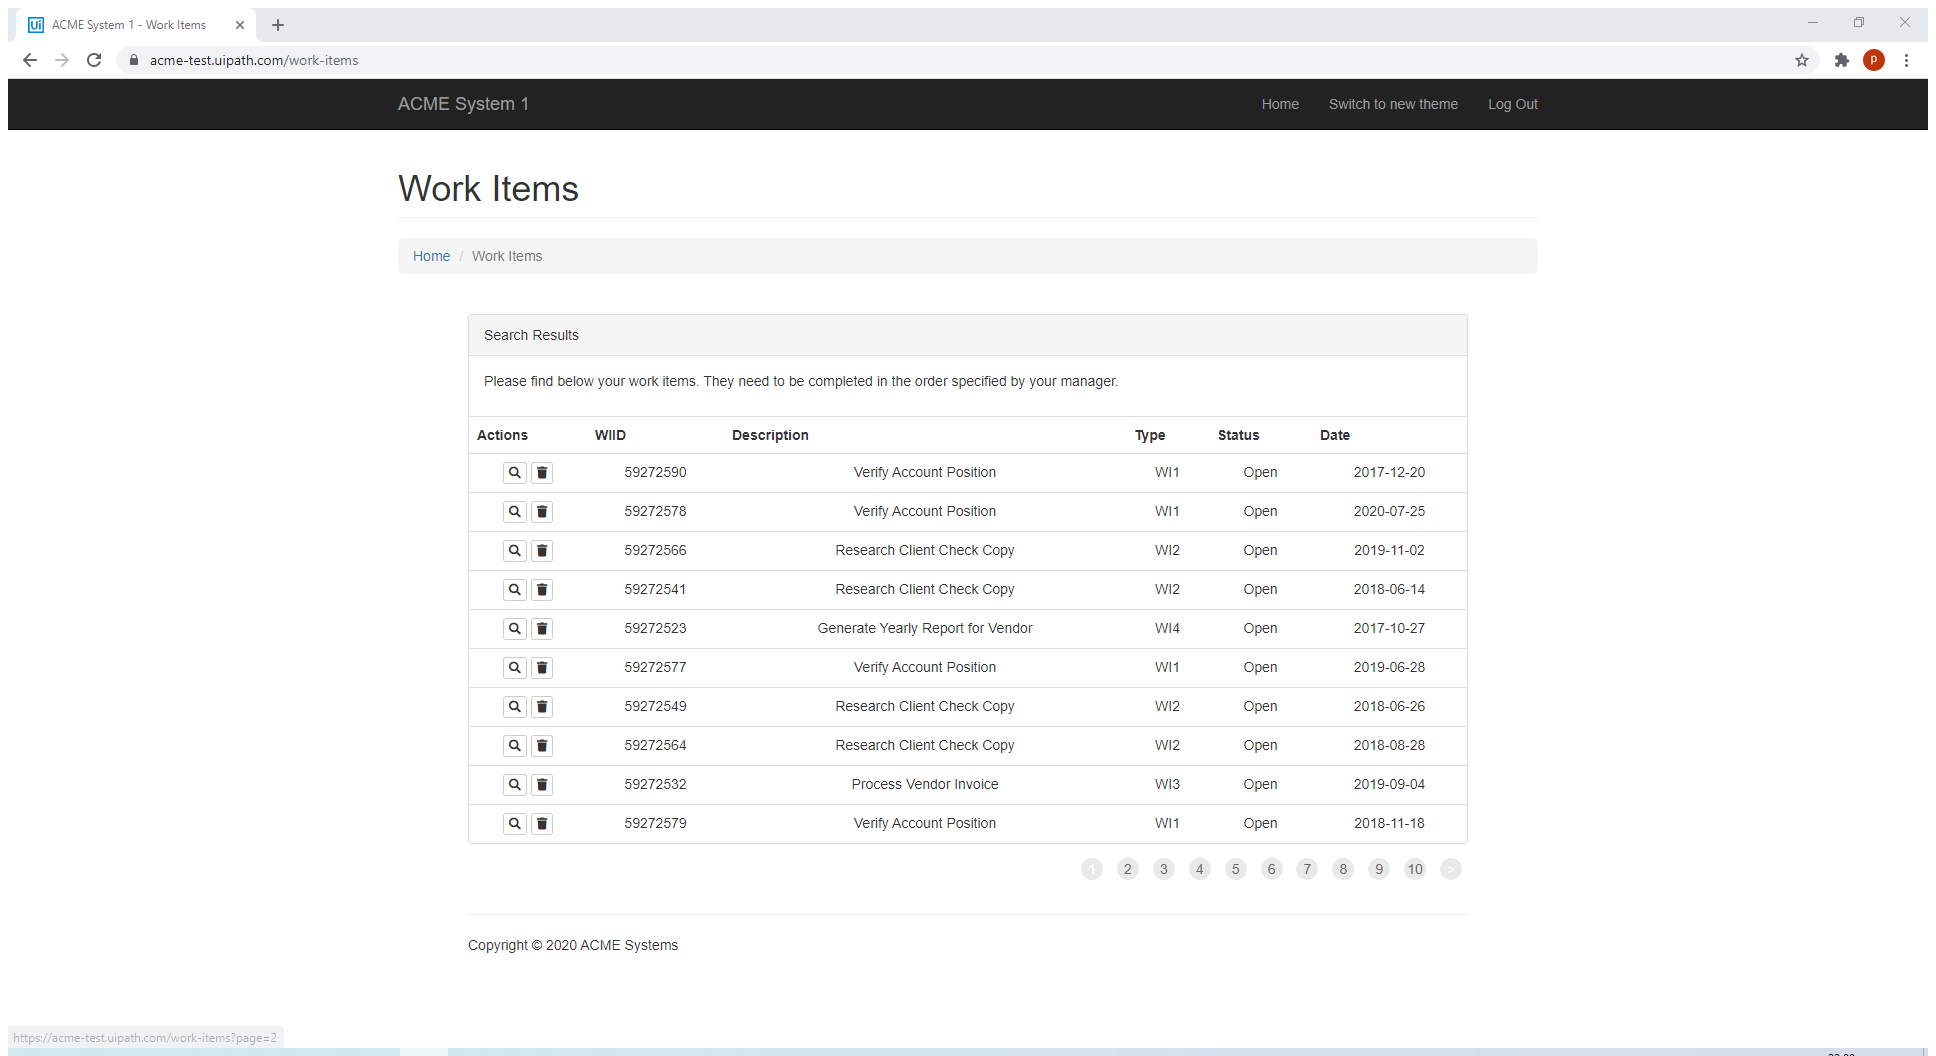 ACME System 1 - Work Items
acme-test.uipath.com/work-items
P
ACME System 1 Home Switch to new theme Log Out
Work Items
Home / Work Items
Search Results
Please find below your work items. They need to be completed in the order specified by your manager.
Actions WIID Description Type Status Date
59272590 Verify Account Position WI1 Open 2017-12-20
59272578 Verify Account Position WI1 Open 2020-07-25
59272566 Research Client Check Copy WI2 Open 2019-11-02
59272541 Research Client Check Copy WI2 Open 2018-06-14
59272523 Generate Yearly Report for Vendor WI4 Open 2017-10-27
59272577 Verify Account Position WI1 Open 2019-06-28
59272549 Research Client Check Copy WI2 Open 2018-06-26
59272564 Research Client Check Copy WI2 Open 2018-08-28
59272532 Process Vendor Invoice WI3 Open 2019-09-04
59272579 Verify Account Position WI1 Open 2018-11-18
1 2 3 4 5 6 7 8 9 10 >
Copyright © 2020 ACME Systems
https://acme-test.uipath.com/work-items?page=2